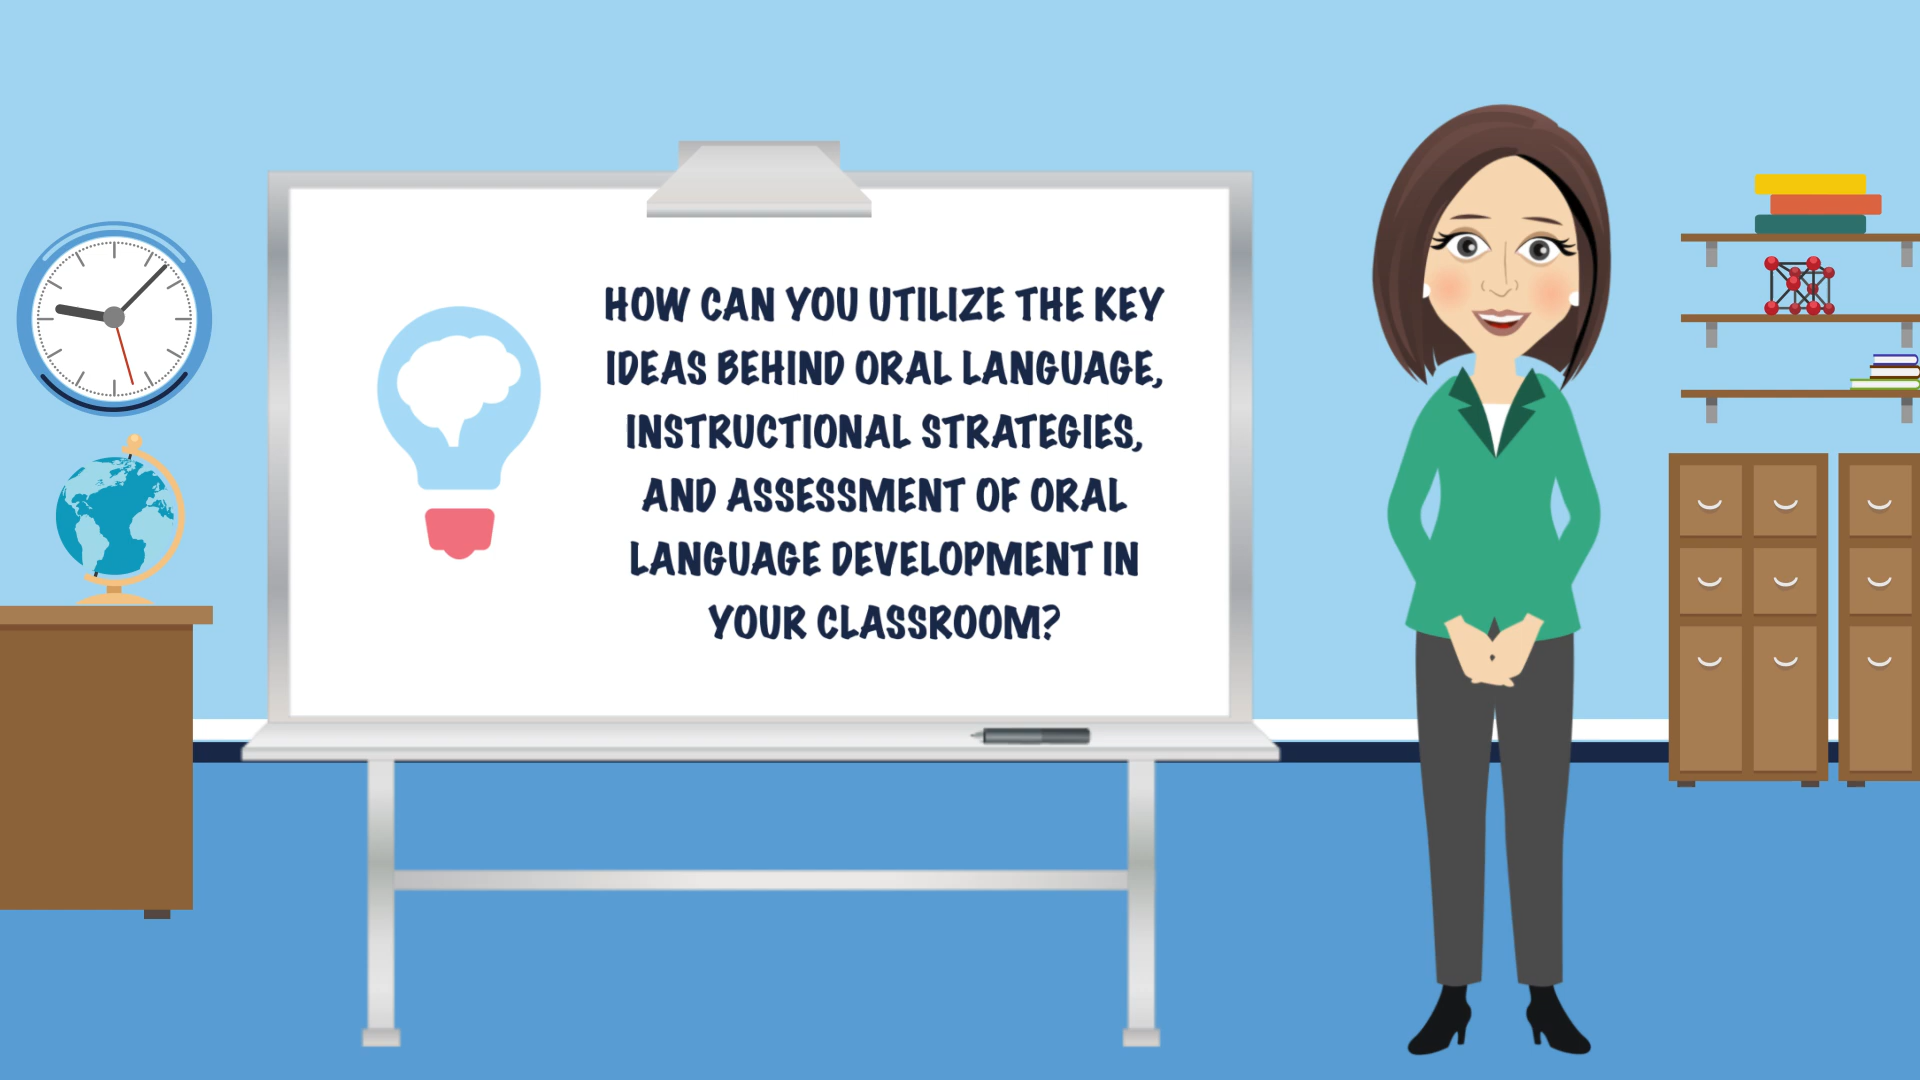 HOW CAN YOU UTILIZE THE KEY
IDEAS BEHIND ORAL LANGUAGE,
INSTRUCTIONAL STRATEGIES,
AND ASSESSMENT OF ORAL
LANGUAGE DEVELOPMENT IN
YOUR CLASSROOM?